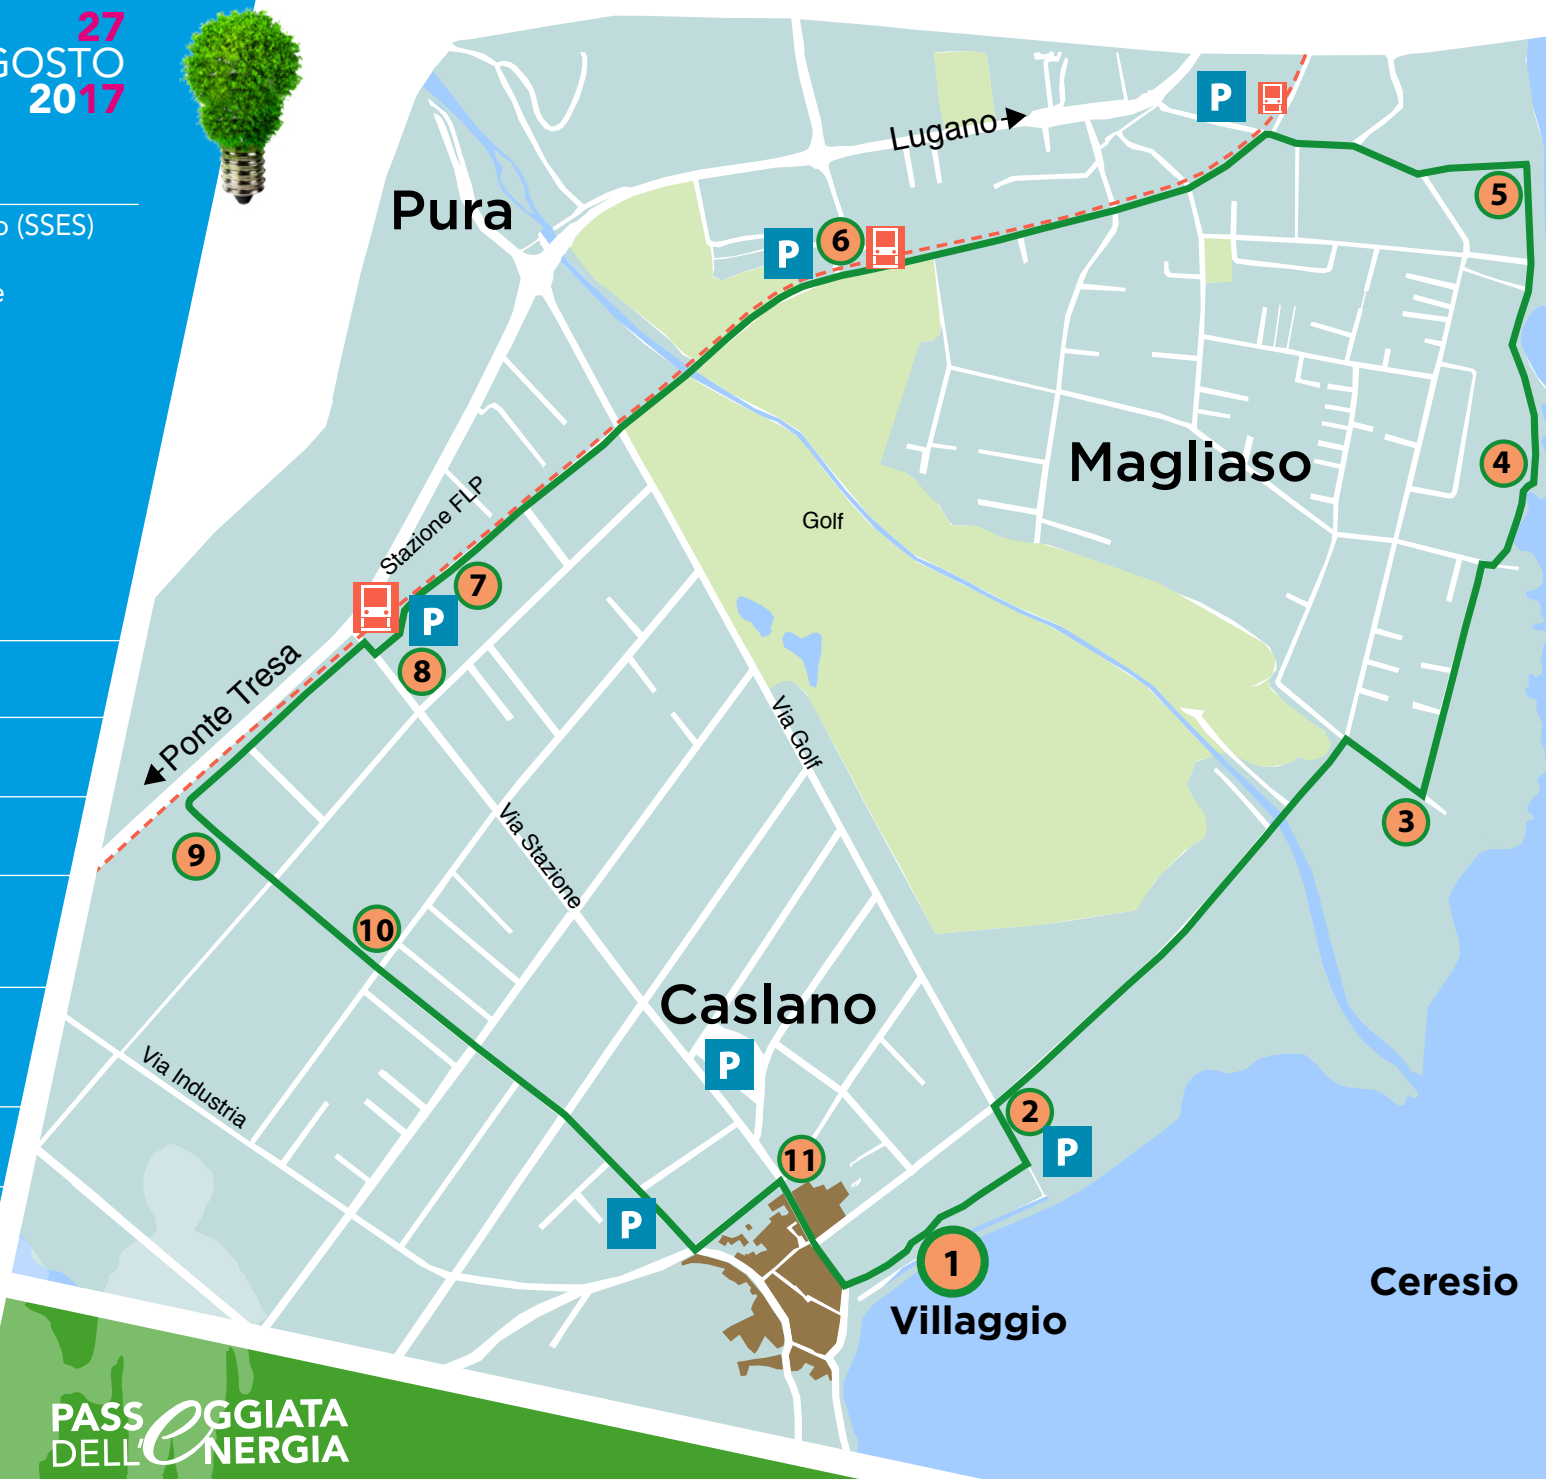 27
GOSTO
2017
(SSES)
Pura
Lugano
P
5
6
P
Magliaso
4
Golf
Stazione FLP
7
P
8
Ponte Tresa
Via Golf
3
9
Via Stazione
10
Caslano
P
Via Industria
2
P
11
P
1
Villaggio
Ceresio
PASSeGGIATA
DELL'eNERGIA